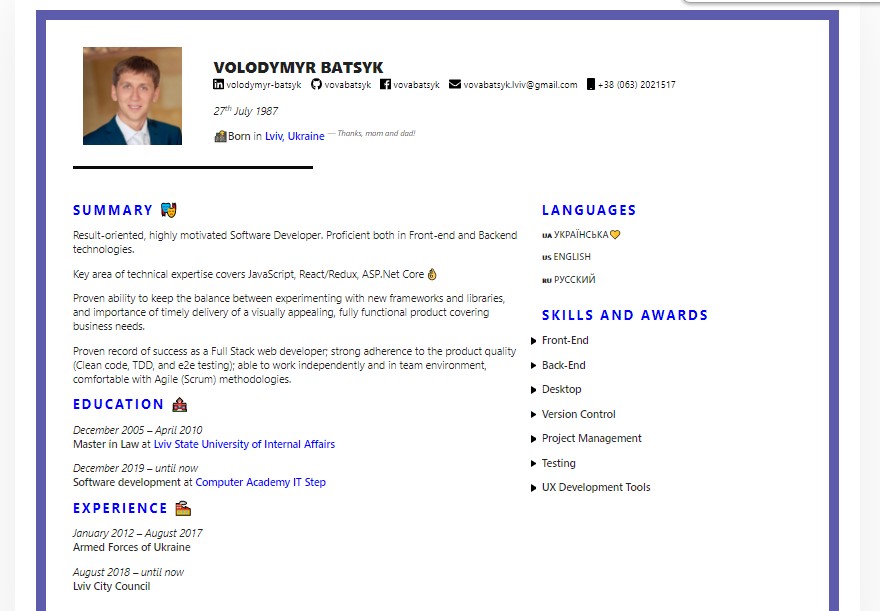 VOLODYMYR BATSYK
volodymyr-batsyk vovabatsyk vovabatsyk vovabatsyk.lviv@gmail.com +38 (063) 2021517
27th July 1987
Born in Lviv, Ukraine — Thanks, mom and dad!
SUMMARY
Result-oriented, highly motivated Software Developer. Proficient both in Front-end and Backend
technologies.
Key area of technical expertise covers JavaScript, React/Redux, ASP.Net Core
Proven ability to keep the balance between experimenting with new frameworks and libraries,
and importance of timely delivery of a visually appealing, fully functional product covering
business needs.
Proven record of success as a Full Stack web developer; strong adherence to the product quality
(Clean code, TDD, and e2e testing); able to work independently and in team environment,
comfortable with Agile (Scrum) methodologies.
EDUCATION
December 2005 – April 2010
Master in Law at Lviv State University of Internal Affairs
December 2019 – until now
Software development at Computer Academy IT Step
EXPERIENCE
January 2012 – August 2017
Armed Forces of Ukraine
August 2018 – until now
Lviv City Council
LANGUAGES
UA УКРАЇНСЬКА
US ENGLISH
RU РУССКИЙ
SKILLS AND AWARDS
Front-End
Back-End
Desktop
Version Control
Project Management
Testing
UX Development Tools